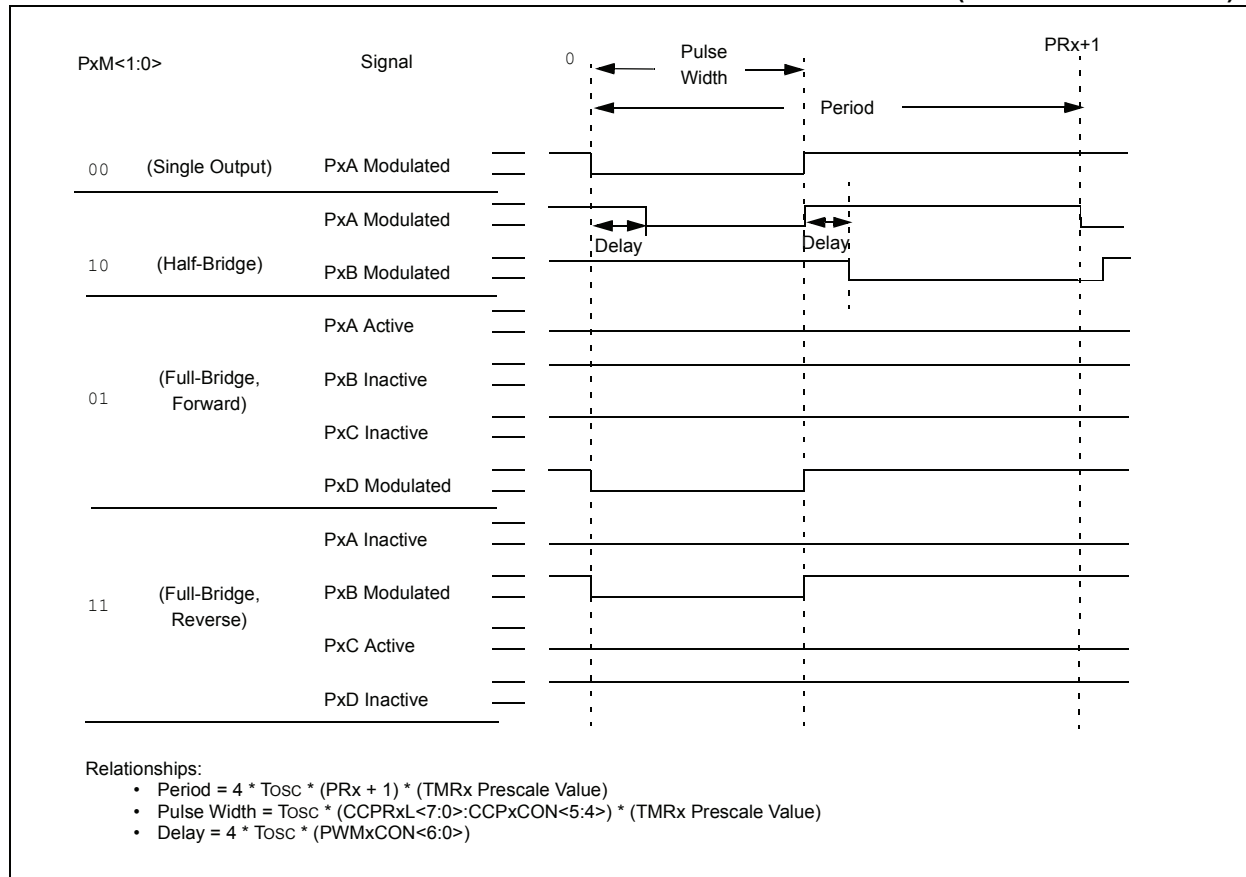 PxM<1:0>
Signal
0
Pulse
Width
PRx+1
Period
00
(Single Output)
PxA Modulated
PxA Modulated
Delay
Delay
10
(Half-Bridge)
PxB Modulated
PxA Active
(Full-Bridge,
Forward)
PxB Inactive
01
PxC Inactive
PxD Modulated
PxA Inactive
(Full-Bridge,
Reverse)
PxB Modulated
11
PxC Active
PxD Inactive
Relationships:
• Period = 4 * TOSC * (PRx + 1) * (TMRx Prescale Value)
• Pulse Width = TOSC * (CCPRxL<7:0>:CCPxCON<5:4>) * (TMRx Prescale Value)
• Delay = 4 * TOSC * (PWMxCON<6:0>)